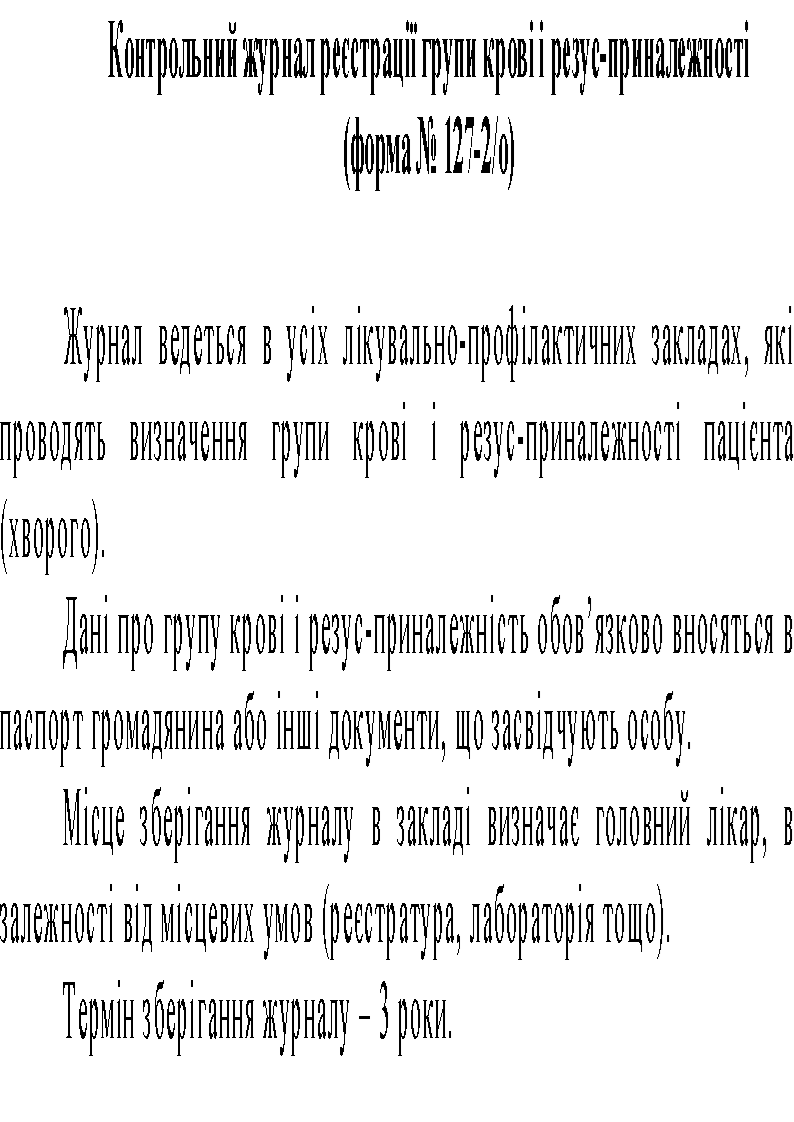 Контрольний журнал реєстрації групи крові і резус-приналежності
(форма № 127-2/о)
Журнал ведеться в усіх лікувально-профілактичних закладах, які
проводять визначення групи крові і резус-приналежності пацієнта
(хворого).
Дані про групу крові і резус-приналежність обов’язково вносяться в
паспорт громадянина або інші документи, що засвідчують особу.
Місце зберігання журналу в закладі визначає головний лікар, в
залежності від місцевих умов (реєстратура, лабораторія тощо).
Термін зберігання журналу – 3 роки.